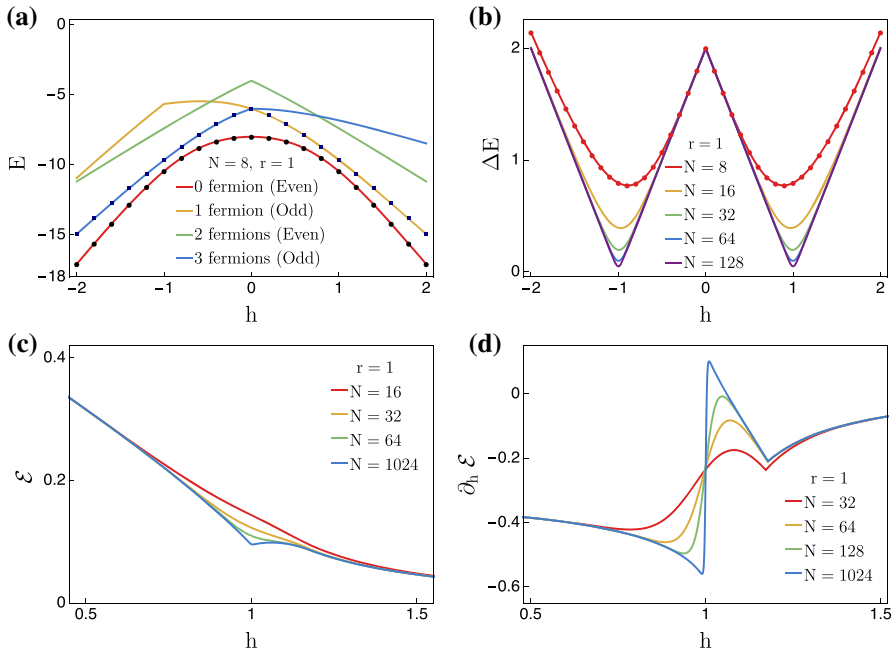 (a)
0
−5
−10
−15
−18
E
N = 8, r = 1
0 fermion (Even)
1 fermion (Odd)
2 fermions (Even)
3 fermions (Odd)
−2
−1
0
1
2
h
(b)
2
1
0
ΔE
r = 1
N = 8
N = 16
N = 32
N = 64
N = 128
−2
−1
0
1
2
h
(c)
0.4
0.2
0
ℰ
r = 1
N = 16
N = 32
N = 64
N = 1024
0.5
1
1.5
h
(d)
0
−0.2
−0.4
−0.6
∂h ℰ
r = 1
N = 32
N = 64
N = 128
N = 1024
0.5
1
1.5
h